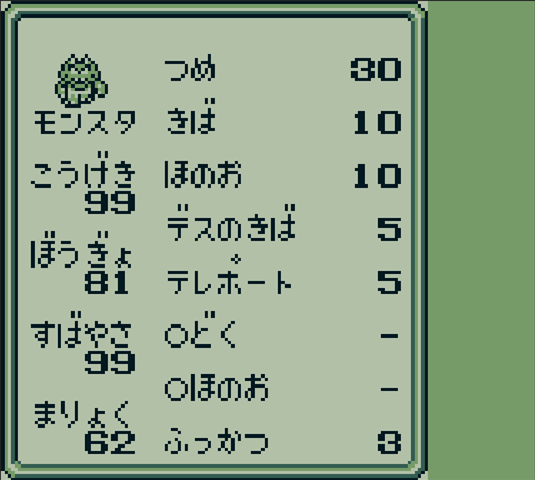 つめ 30
モンスタ きば 10
こうげき ほのお 10
99
デスのきば 5
ぼうぎょ
81 テレポート 5
すばやさ ○どく -
99
○ほのお -
まりょく
62 ふっかつ 3